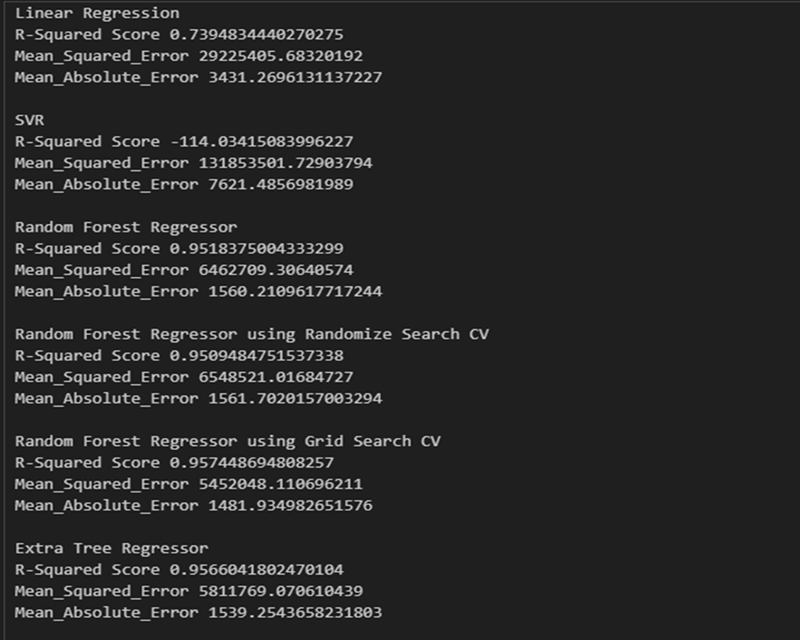 Linear Regression
R-Squared Score 0.7394834440270275
Mean_Squared_Error 29225405.68320192
Mean_Absolute_Error 3431.2696131137227
SVR
R-Squared Score -114.03415083996227
Mean_Squared_Error 131853501.72903794
Mean_Absolute_Error 7621.4856981989
Random Forest Regressor
R-Squared Score 0.9518375004333299
Mean_Squared_Error 6462709.30640574
Mean_Absolute_Error 1560.2109617717244
Random Forest Regressor using Randomize Search CV
R-Squared Score 0.9509484751537338
Mean_Squared_Error 6548521.01684727
Mean_Absolute_Error 1561.7020157003294
Random Forest Regressor using Grid Search CV
R-Squared Score 0.957448694808257
Mean_Squared_Error 5452048.110696211
Mean_Absolute_Error 1481.934982651576
Extra Tree Regressor
R-Squared Score 0.9566041802470104
Mean_Squared_Error 5811769.070610439
Mean_Absolute_Error 1539.2543658231803